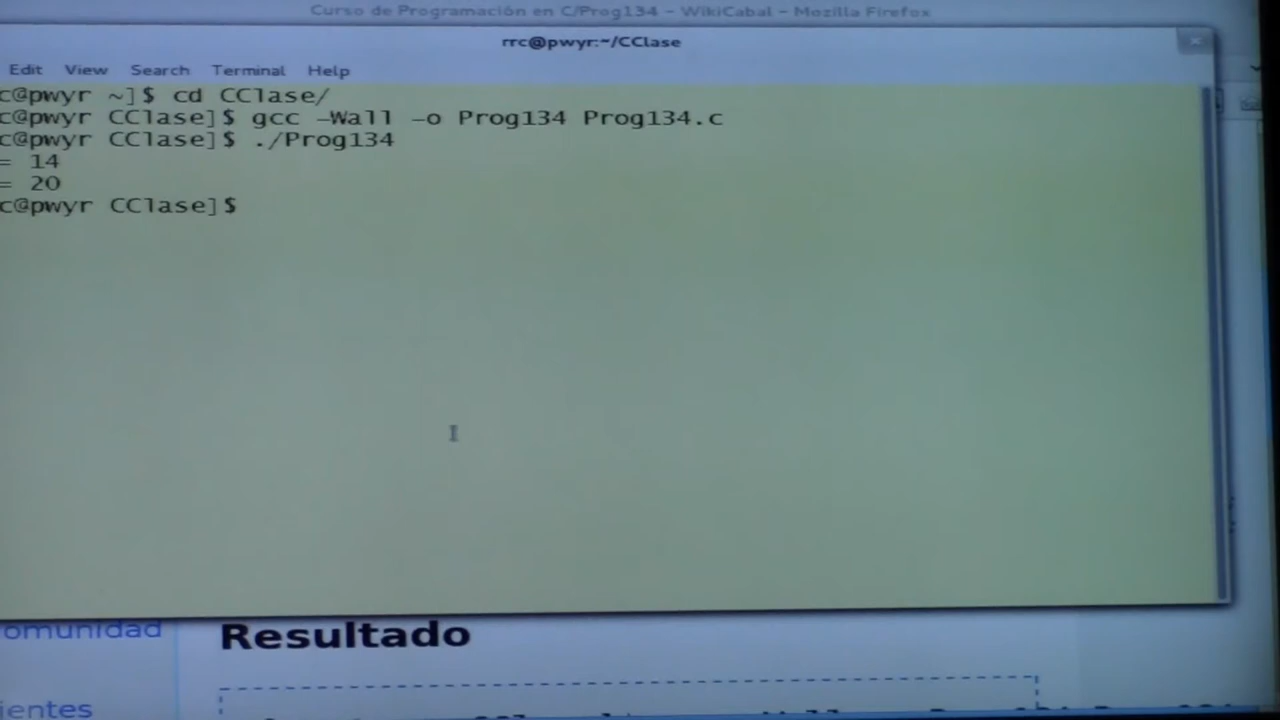 Curso de Programación en C/Prog134 - WikiCabal - Mozilla Firefox
rrc@pwyr:~/CClase
Edit View Search Terminal Help
c@pwyr ~]$ cd CClase/
c@pwyr CClase]$ gcc -Wall -o Prog134 Prog134.c
c@pwyr CClase]$ ./Prog134
= 14
= 20
c@pwyr CClase]$
omunidad
Resultado
ientes